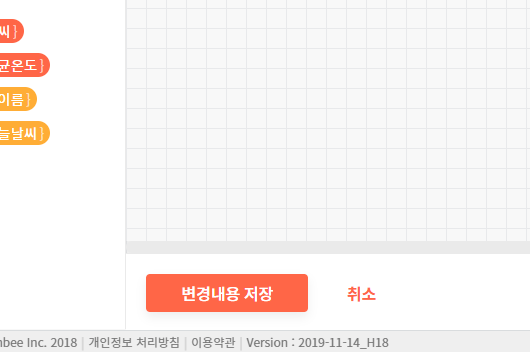 씨 }
균온도 }
이름 }
늘날씨 }
변경내용 저장
취소
nbee Inc. 2018 | 개인정보 처리방침 | 이용약관 | Version : 2019-11-14_H18